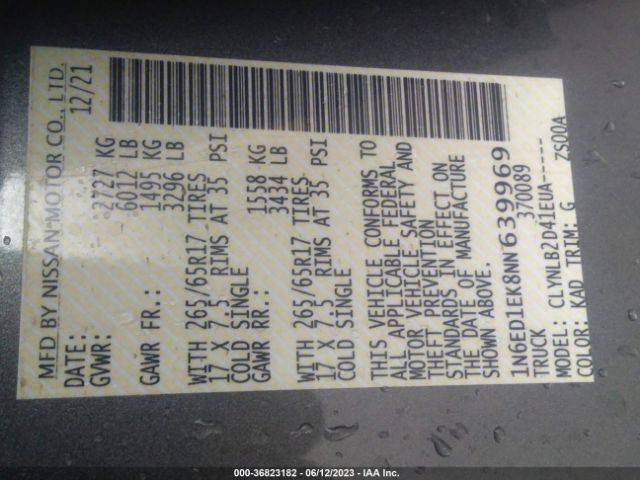 MFD BY NISSAN MOTOR CO., LTD.
DATE: 12/21
GVWR: 2727 KG
6012 LB
GAWR FR.: 1495 KG
3296 LB
WITH 265/65R17 TIRES
17 X 7.5 RIMS AT 35 PSI
COLD SINGLE
GAWR RR.: 1558 KG
3434 LB
WITH 265/65R17 TIRES
17 X 7.5 RIMS AT 35 PSI
COLD SINGLE
THIS VEHICLE CONFORMS TO
ALL APPLICABLE FEDERAL
MOTOR VEHICLE SAFETY AND
THEFT PREVENTION
STANDARDS IN EFFECT ON
THE DATE OF MANUFACTURE
SHOWN ABOVE.
1N6ED1EK8NN639969
TRUCK 370089
MODEL: CLYNLB2D41EUA-----
COLOR: KAD TRIM: G ZS00A
000-36823182 - 06/12/2023 - IAA Inc.